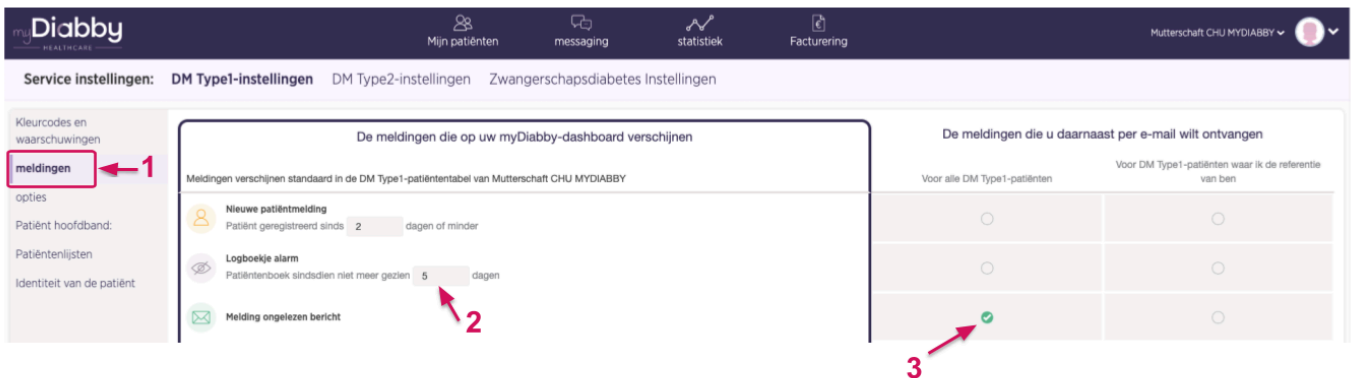 myDiabby
HEALTHCARE
Mijn patiënten
messaging
statistiek
Facturering
Mutterschaft CHU MYDIABBY
Service instellingen: DM Type1-instellingen DM Type2-instellingen Zwangerschapsdiabetes Instellingen
Kleurcodes en
waarschuwingen
meldingen
1
opties
Patiënt hoofdband:
Patiëntenlijsten
Identiteit van de patiënt
De meldingen die op uw myDiabby-dashboard verschijnen
Meldingen verschijnen standaard in de DM Type1-patiëntentabel van Mutterschaft CHU MYDIABBY
Nieuwe patiëntmelding
Patiënt geregistreerd sinds 2 dagen of minder
Logboekje alarm
Patiëntenboek sindsdien niet meer gezien 5 dagen
2
Melding ongelezen bericht
De meldingen die u daarnaast per e-mail wilt ontvangen
Voor alle DM Type1-patiënten
Voor DM Type1-patiënten waar ik de referentie
van ben
3